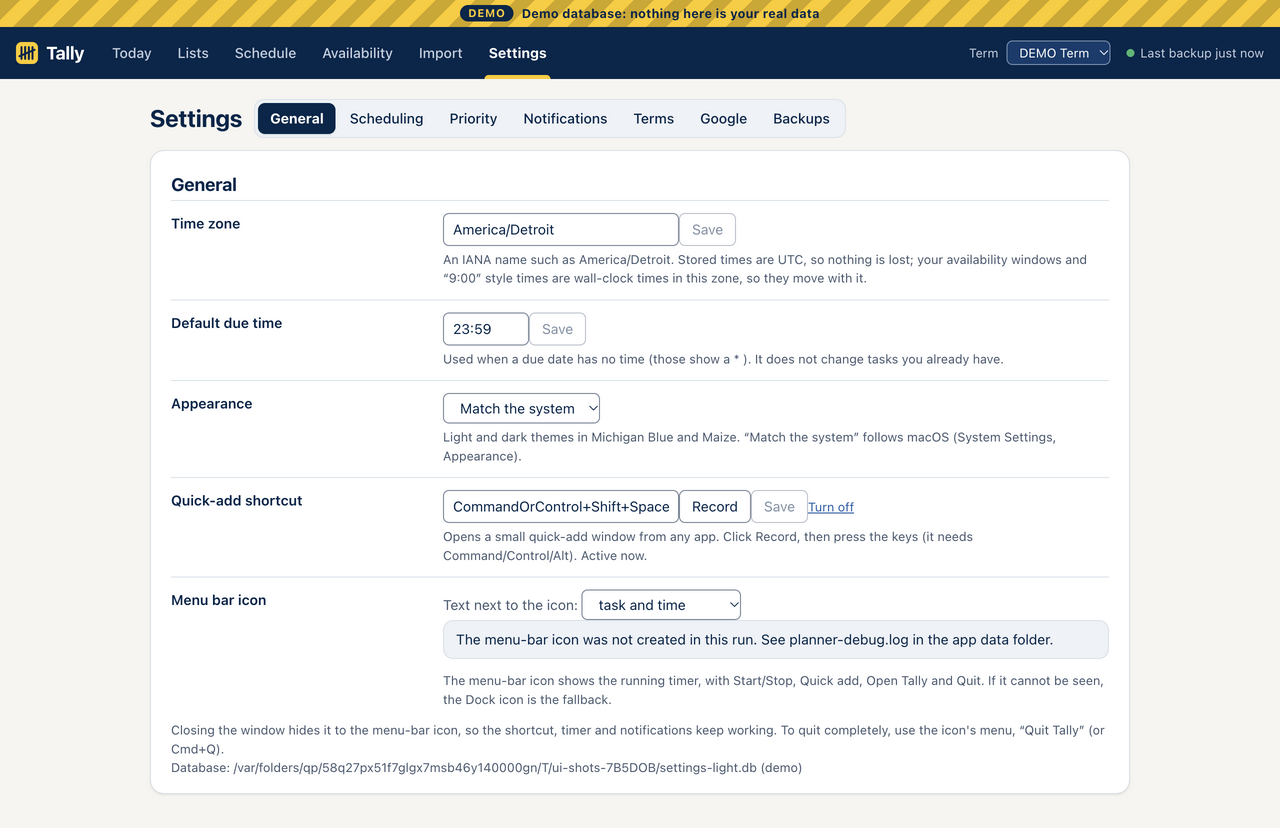 DEMO Demo database: nothing here is your real data
Tally Today Lists Schedule Availability Import Settings Term DEMO Term Last backup just now
Settings General Scheduling Priority Notifications Terms Google Backups
General
Time zone America/Detroit Save
An IANA name such as America/Detroit. Stored times are UTC, so nothing is lost; your availability windows and
“9:00” style times are wall-clock times in this zone, so they move with it.
Default due time 23:59 Save
Used when a due date has no time (those show a * ). It does not change tasks you already have.
Appearance Match the system
Light and dark themes in Michigan Blue and Maize. “Match the system” follows macOS (System Settings,
Appearance).
Quick-add shortcut CommandOrControl+Shift+Space Record Save Turn off
Opens a small quick-add window from any app. Click Record, then press the keys (it needs
Command/Control/Alt). Active now.
Menu bar icon Text next to the icon: task and time
The menu-bar icon was not created in this run. See planner-debug.log in the app data folder.
The menu-bar icon shows the running timer, with Start/Stop, Quick add, Open Tally and Quit. If it cannot be seen,
the Dock icon is the fallback.
Closing the window hides it to the menu-bar icon, so the shortcut, timer and notifications keep working. To quit completely, use the icon's menu, “Quit Tally” (or
Cmd+Q).
Database: /var/folders/qp/58q27px51f7glgx7msb46y140000gn/T/ui-shots-7B5DOB/settings-light.db (demo)